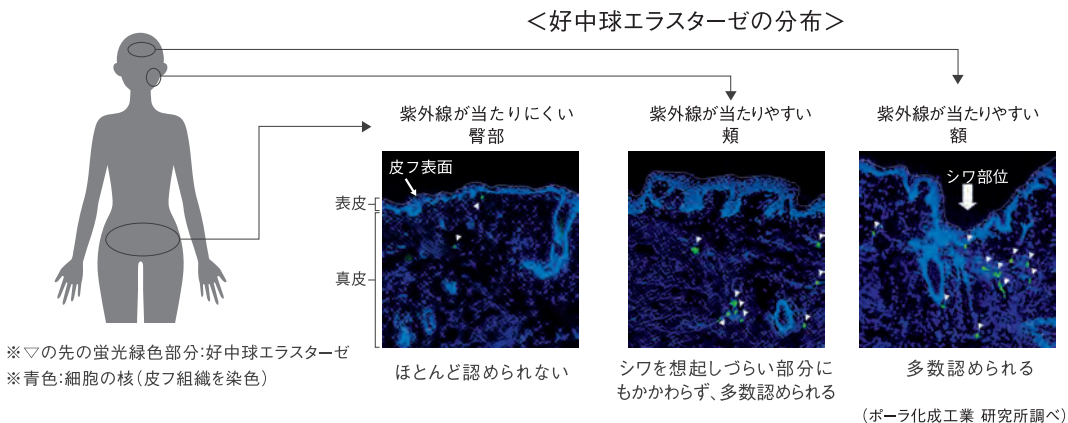 ＜好中球エラスターゼの分布＞
紫外線が当たりにくい
臀部
紫外線が当たりやすい
頬
紫外線が当たりやすい
額
皮フ表面
シワ部位
表皮
真皮
※▽の先の蛍光緑色部分:好中球エラスターゼ
※青色:細胞の核(皮フ組織を染色)
ほとんど認められない
シワを想起しづらい部分に
もかかわらず、多数認められる
多数認められる
(ポーラ化成工業 研究所調べ)